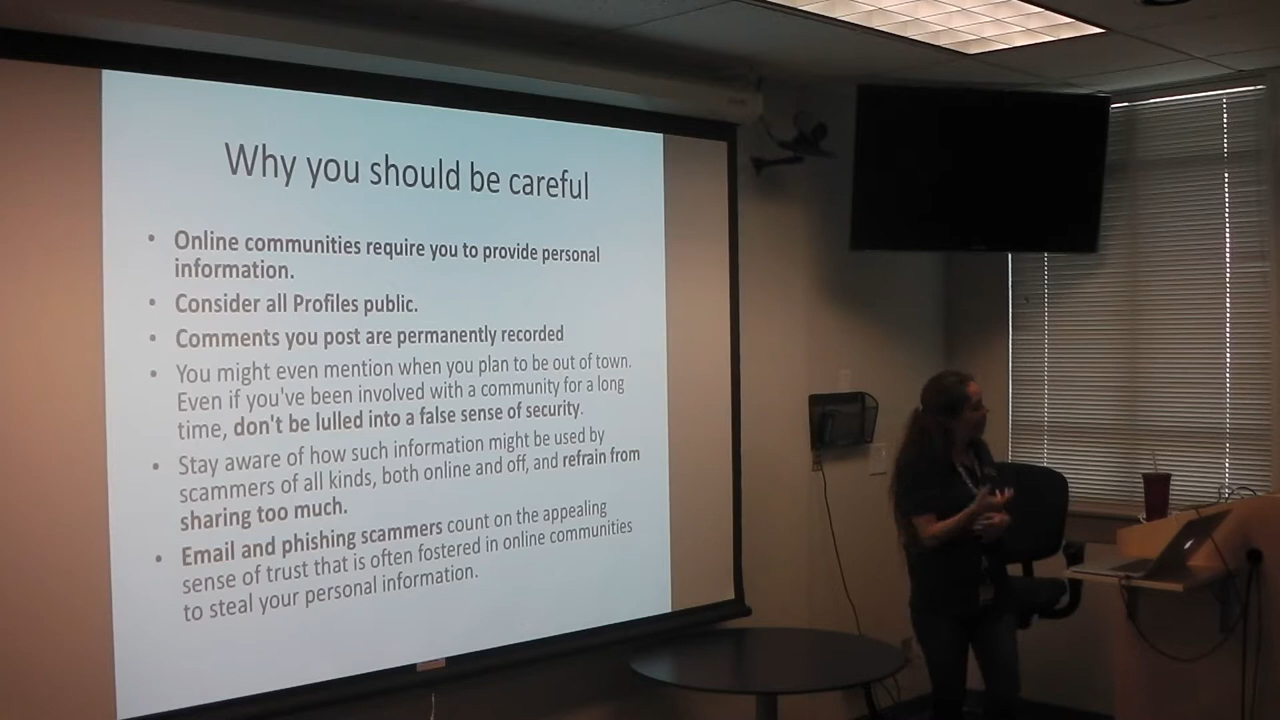 Why you should be careful
• Online communities require you to provide personal
information.
• Consider all Profiles public.
• Comments you post are permanently recorded
• You might even mention when you plan to be out of town.
Even if you've been involved with a community for a long
time, don't be lulled into a false sense of security.
• Stay aware of how such information might be used by
scammers of all kinds, both online and off, and refrain from
sharing too much.
• Email and phishing scammers count on the appealing
sense of trust that is often fostered in online communities
to steal your personal information.